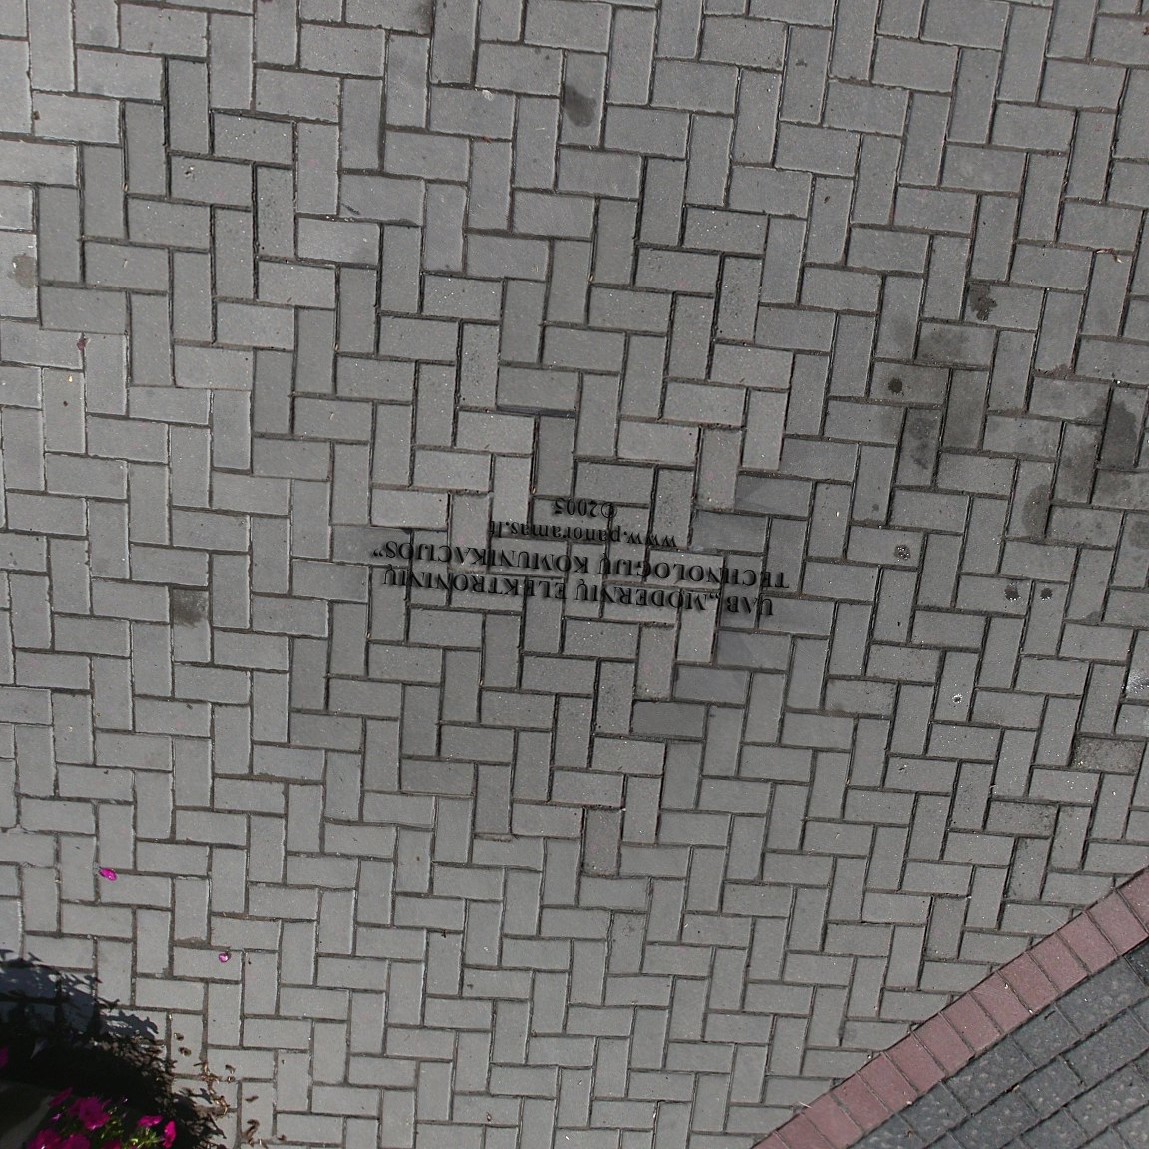 UAB „MODERNIŲ ELEKTRONINIŲ
TECHNOLOGIJŲ KOMUNIKACIJOS”
www.panoramas.lt
©2005